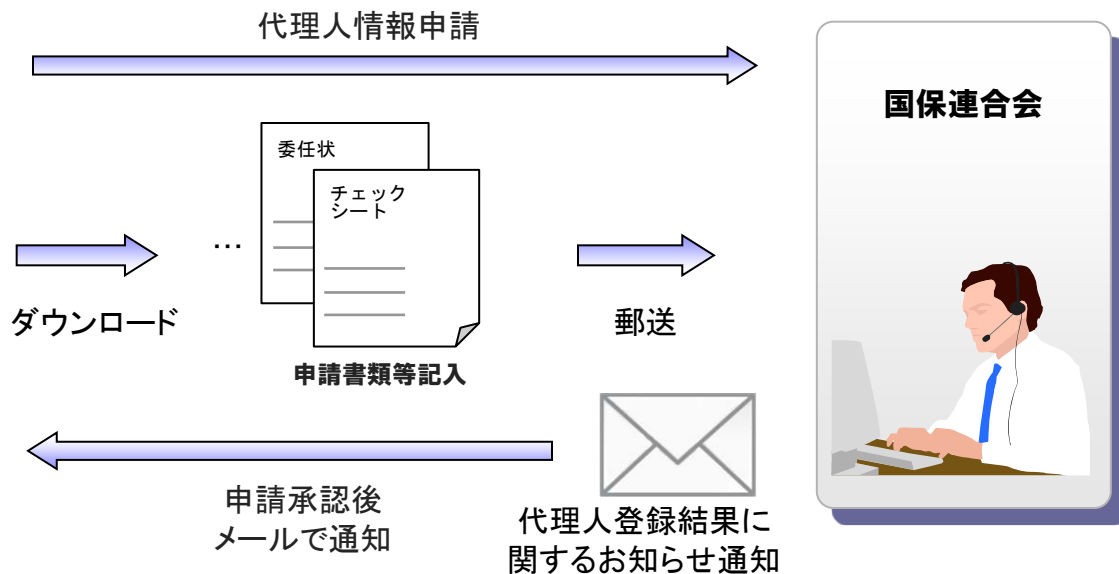 代理人情報申請
国保連合会
委任状
チェック
シート
…
ダウンロード
郵送
申請書類等記入
申請承認後
メールで通知
代理人登録結果に
関するお知らせ通知